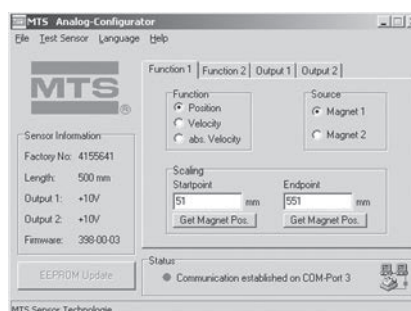 MTS Analog-Configurator
File Test Sensor Language Help
MTS
®
Sensor Information
Factory No: 4155641
Length: 500 mm
Output 1: +10V
Output 2: +10V
Firmware: 398-00-03
EEPROM Update
Function 1 Function 2 Output 1 Output 2
Function
Position
Velocity
abs. Velocity
Source
Magnet 1
Magnet 2
Scaling
Startpoint
51 mm
Get Magnet Pos.
Endpoint
551 mm
Get Magnet Pos.
Status
Communication established on COM-Port 3
MTS Sensor Technologie